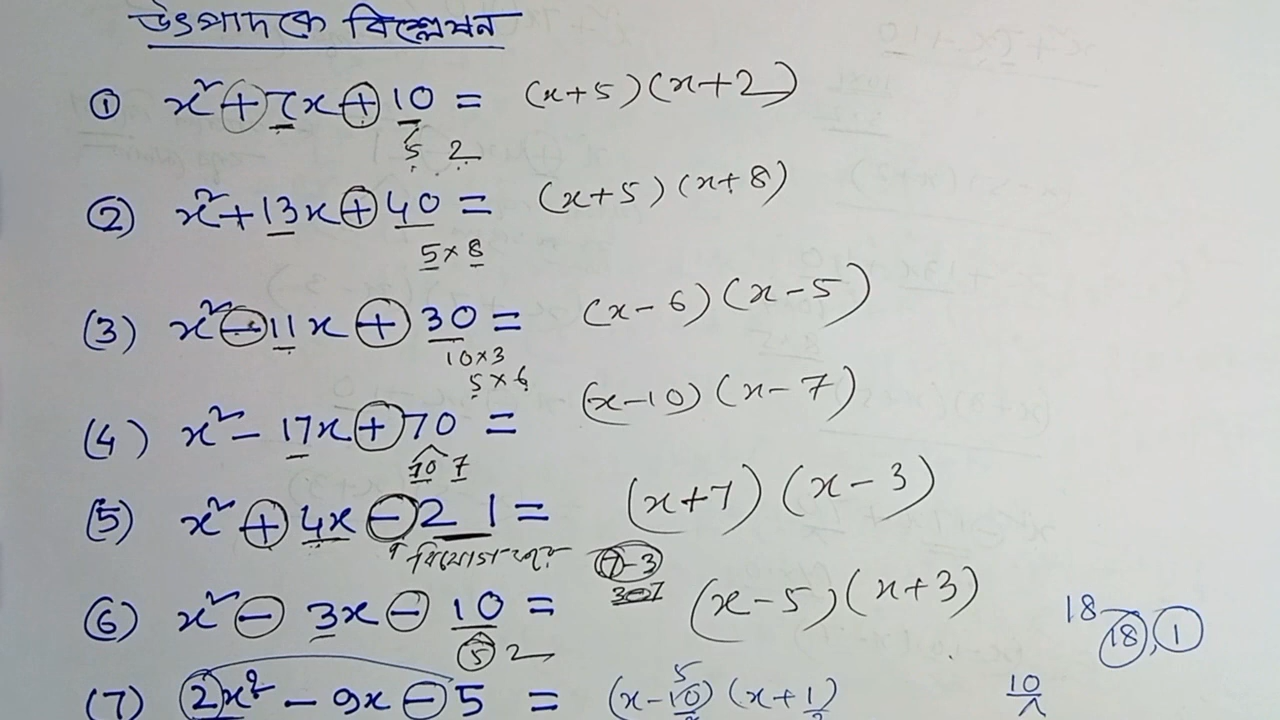 উৎপাদকে বিশ্লেষন
① x² + 7x + 10 = (x+5)(x+2)
5 2
② x² + 13x + 40 = (x+5)(x+8)
5 × 8
(3) x² - 11x + 30 = (x-6)(x-5)
10×3
5 × 6
(4) x² - 17x + 70 = (x-10)(x-7)
10 7
(5) x² + 4x - 21 = (x+7)(x-3)
7-3
(6) x² - 3x - 10 = (x-5)(x+3)
5 2
18
18, 1
(7) 2x² - 9x - 5 = (x-10)(x+1)
5
10